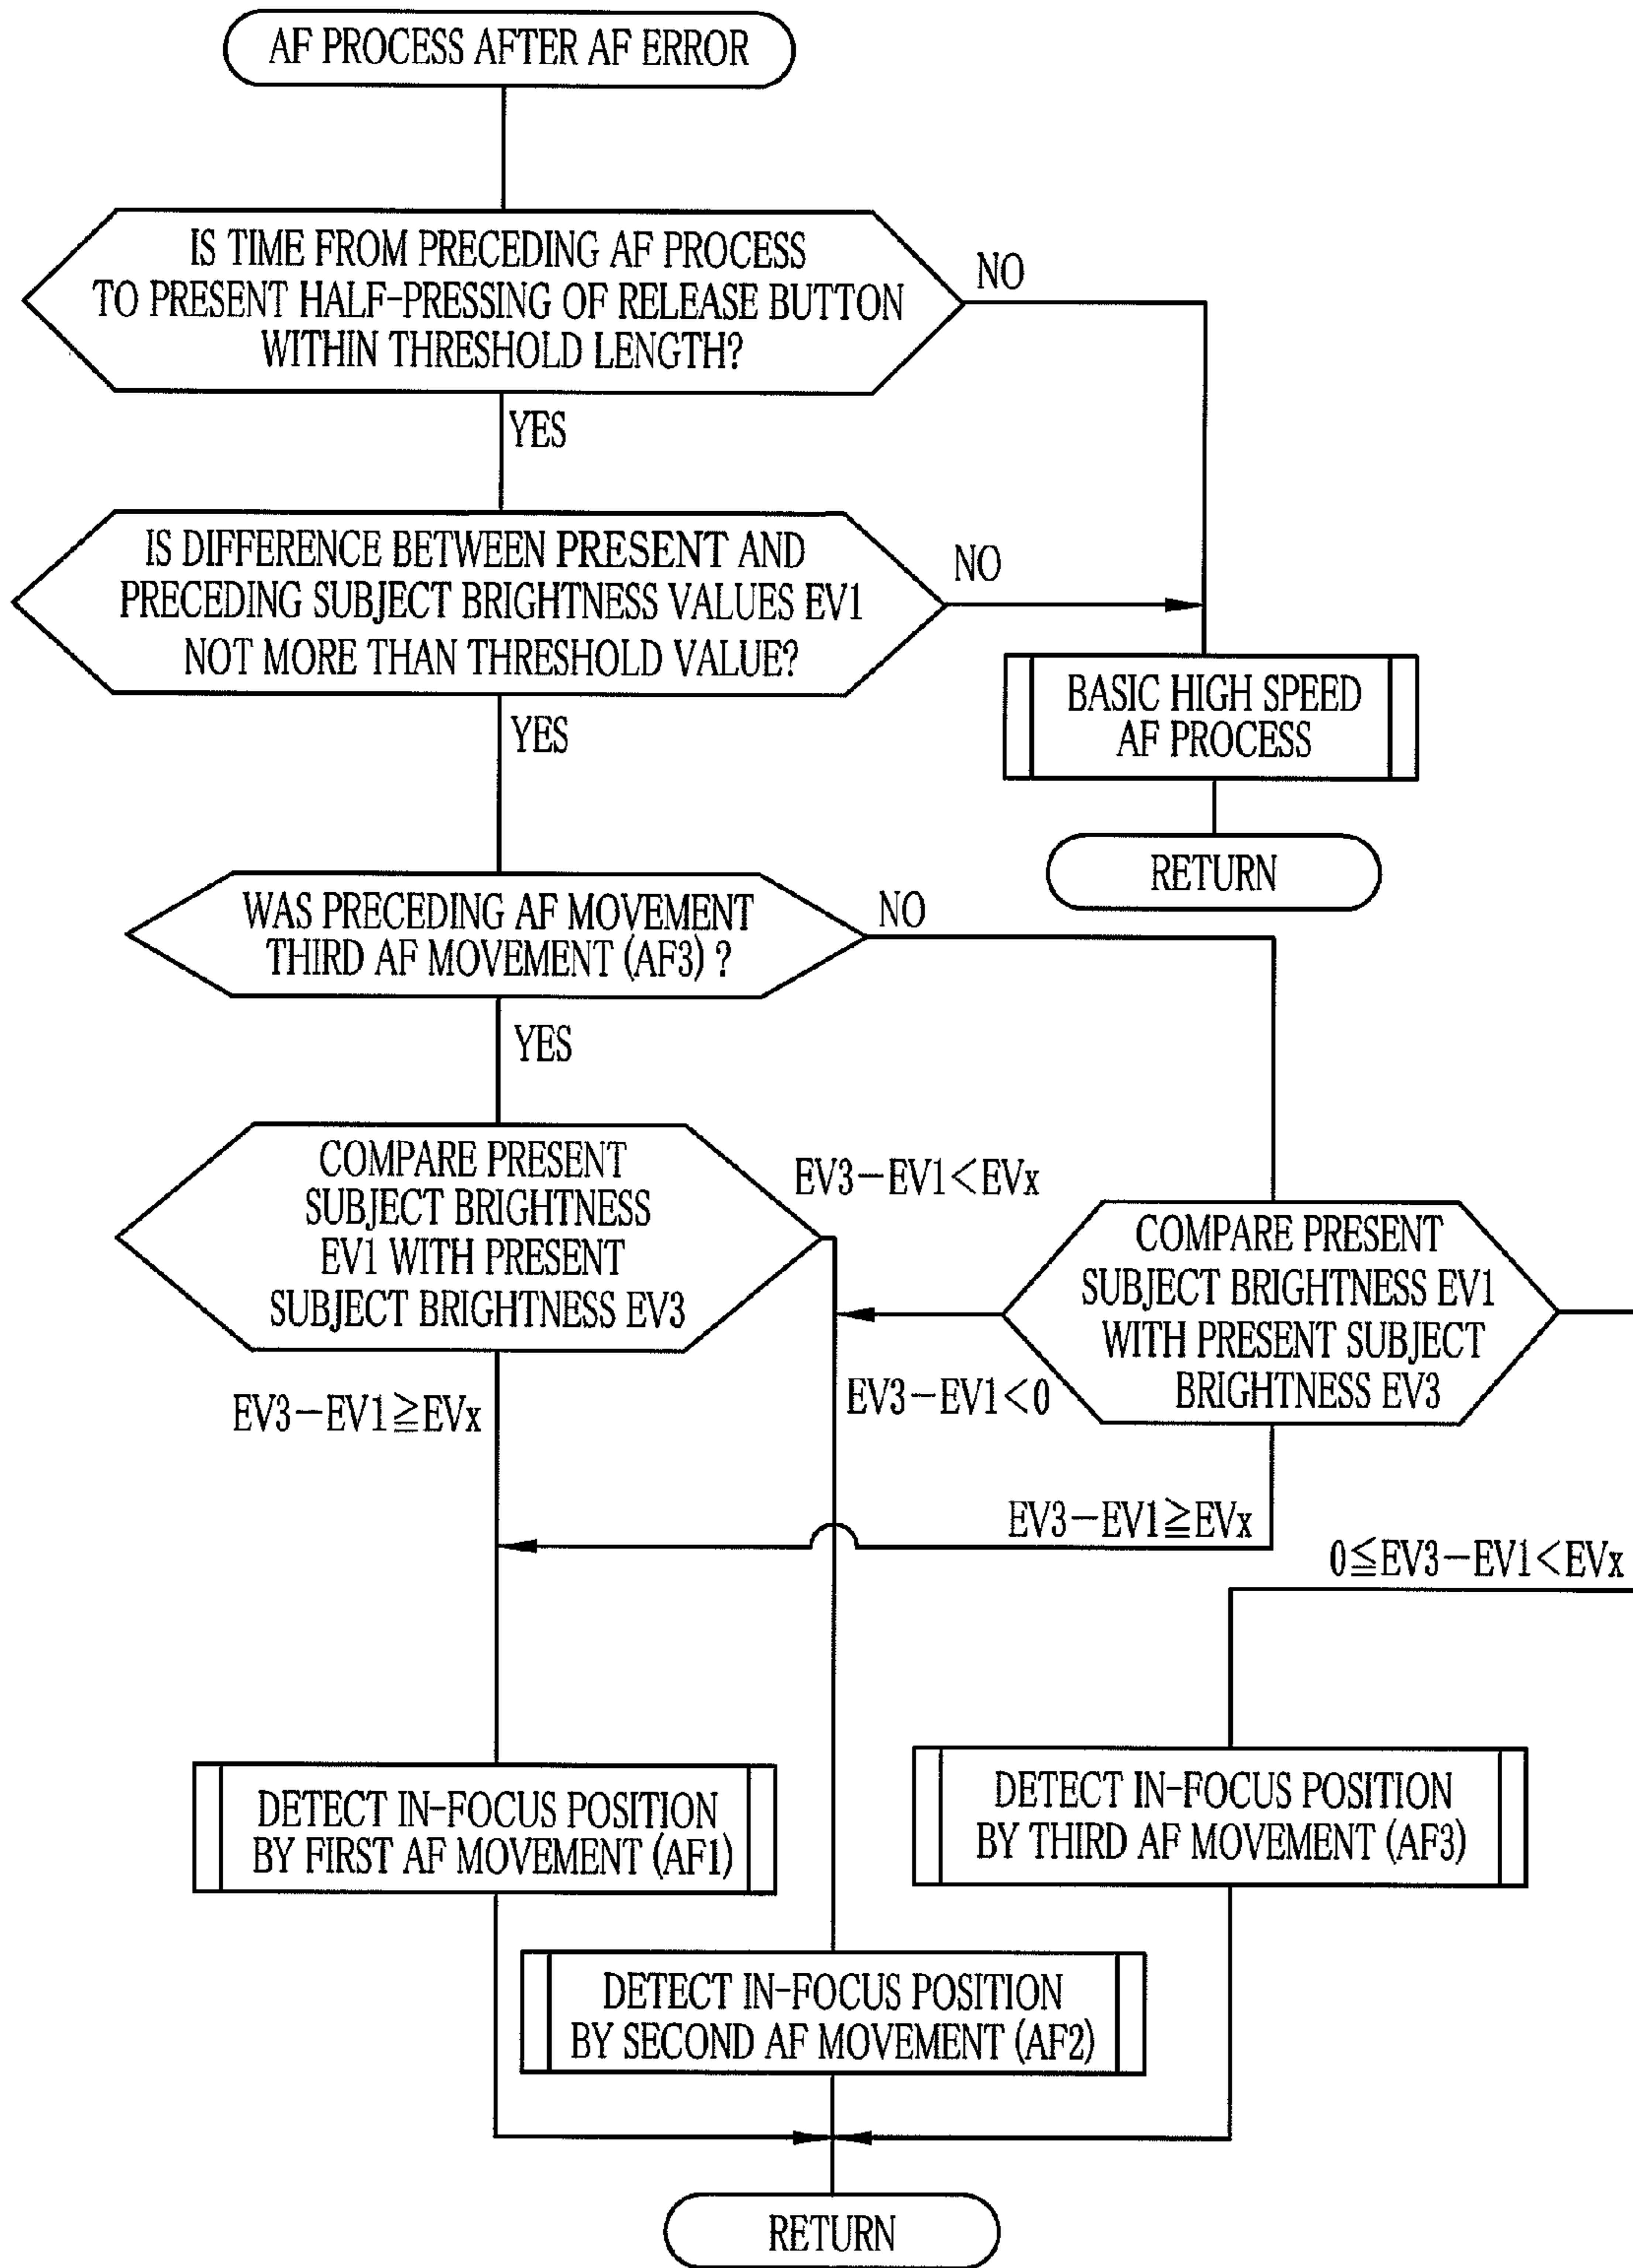 AF PROCESS AFTER AF ERROR
IS TIME FROM PRECEDING AF PROCESS
TO PRESENT HALF-PRESSING OF RELEASE BUTTON
WITHIN THRESHOLD LENGTH?
NO
YES
IS DIFFERENCE BETWEEN PRESENT AND
PRECEDING SUBJECT BRIGHTNESS VALUES EV1
NOT MORE THAN THRESHOLD VALUE?
NO
YES
BASIC HIGH SPEED
AF PROCESS
RETURN
WAS PRECEDING AF MOVEMENT
THIRD AF MOVEMENT (AF3) ?
NO
YES
COMPARE PRESENT
SUBJECT BRIGHTNESS
EV1 WITH PRESENT
SUBJECT BRIGHTNESS EV3
EV3-EV1<EVx
COMPARE PRESENT
SUBJECT BRIGHTNESS EV1
WITH PRESENT SUBJECT
BRIGHTNESS EV3
EV3-EV1≧EVx
EV3-EV1<0
EV3-EV1≧EVx
0≦EV3-EV1<EVx
DETECT IN-FOCUS POSITION
BY FIRST AF MOVEMENT (AF1)
DETECT IN-FOCUS POSITION
BY THIRD AF MOVEMENT (AF3)
DETECT IN-FOCUS POSITION
BY SECOND AF MOVEMENT (AF2)
RETURN